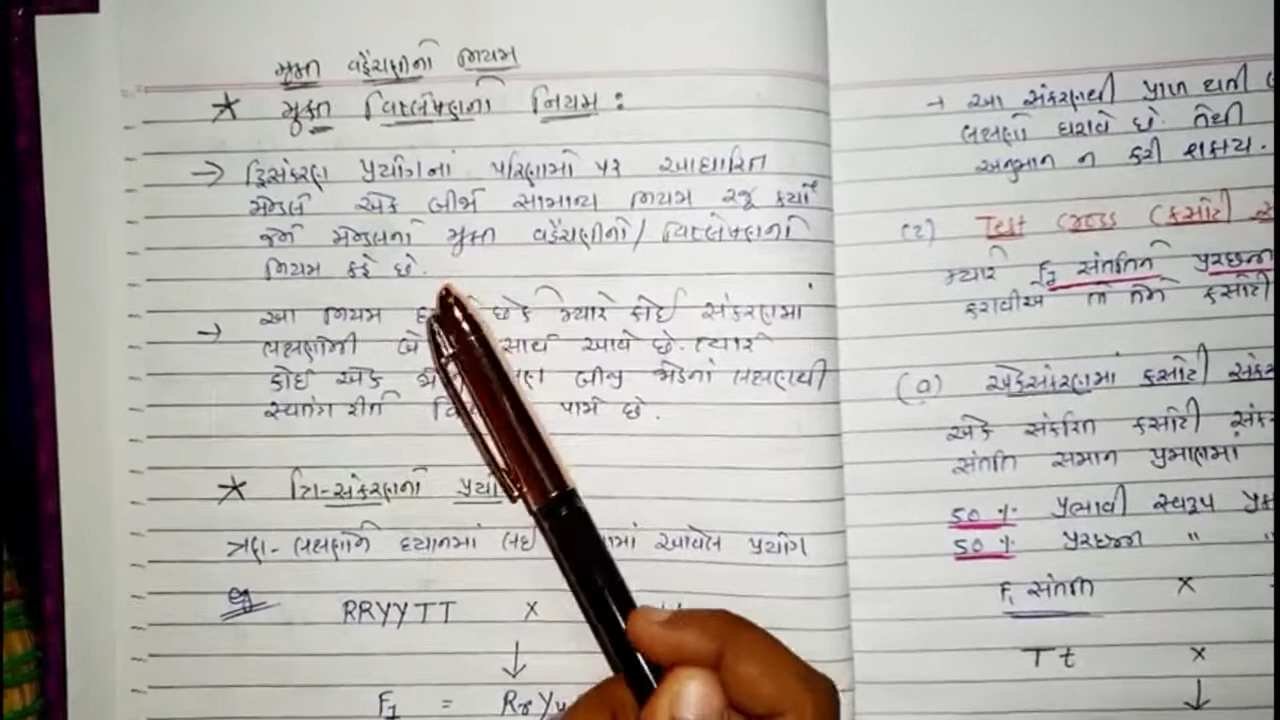 મુક્ત વહેંચણીનો નિયમ
* મુક્ત વિશ્લેષણનો નિયમ :
→ દ્વિસંકરણ પ્રયોગનાં પરિણામો પર આધારિત
મેન્ડલે એક બીજો સામાન્ય નિયમ રજૂ કર્યો
જેને મેન્ડલનો મુક્ત વહેંચણીનો / વિશ્લેષણનો
નિયમ કહે છે.
→ આ નિયમ છે કે જ્યારે કોઈ સંકરણમાં
લક્ષણોની સાથે આવે છે. ત્યારે
કોઈ એક બીજા જોડેનાં લક્ષણથી
સ્વતંત્ર રીતે પામે છે.
* ત્રિ-સંકરણનો પ્રયો
ત્રણ - લક્ષણોને ધ્યાનમાં લઈ આવેલ પ્રયોગ
eg RRYYTT ×
↓
F1 = RrYy
→ આ સંકરણથી પ્રાપ્ત થતી
લક્ષણો ધરાવે છે. તેથી
અનુમાન ન કરી શકાય.
(2) Test Cross (કસોટી
જ્યારે F1 સંતતિને પ્રચ્છન્ન
કરાવીએ તો તેને કસોટી
(a) એકસંકરણમાં કસોટી સંક
એક સંકરિત કસોટી સંક
સંતતિ સમાન પ્રમાણમાં
50 % પ્રભાવી સ્વરૂપ
50 % પ્રચ્છન્ન " "
F1 સંતતિ ×
Tt ×
↓